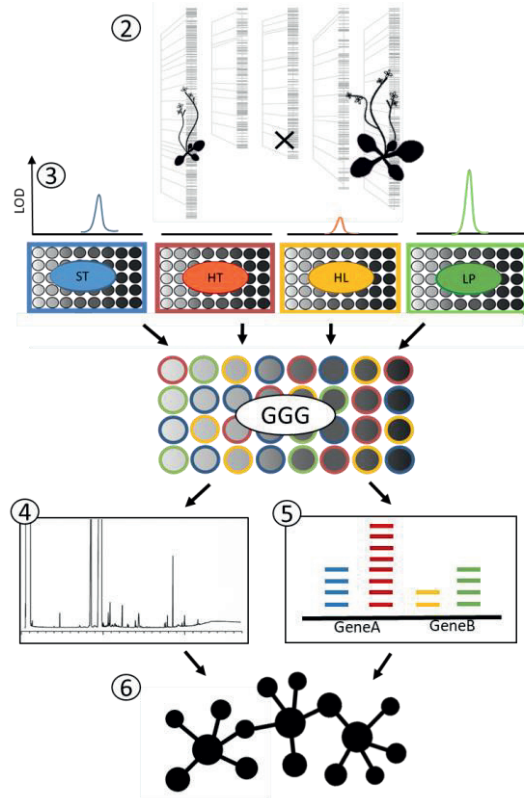 ②
③
LOD
ST HT HL LP
GGG
④ ⑤
GeneA GeneB
⑥